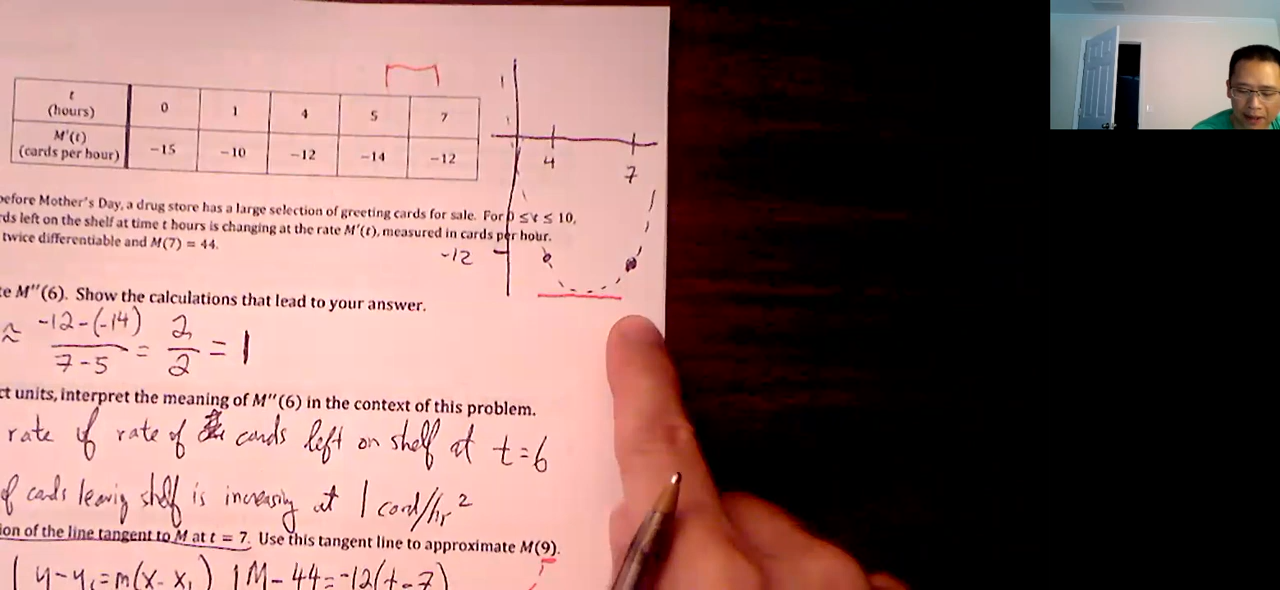 t
(hours) 0 1 4 5 7
M'(t)
(cards per hour) -15 -10 -12 -14 -12
4 7
-12
before Mother's Day, a drug store has a large selection of greeting cards for sale. For 0 ≤ t ≤ 10,
rds left on the shelf at time t hours is changing at the rate M'(t), measured in cards per hour.
twice differentiable and M(7) = 44.
te M''(6). Show the calculations that lead to your answer.
≈ -12-(-14) / 7-5 = 2/2 = 1
ct units, interpret the meaning of M''(6) in the context of this problem.
rate of rate of cards left on shelf at t=6
of cards leaving shelf is increasing at 1 card/hr²
ion of the line tangent to M at t = 7. Use this tangent line to approximate M(9).
y-y₁=m(x-x₁) M-44=-12(t-7)